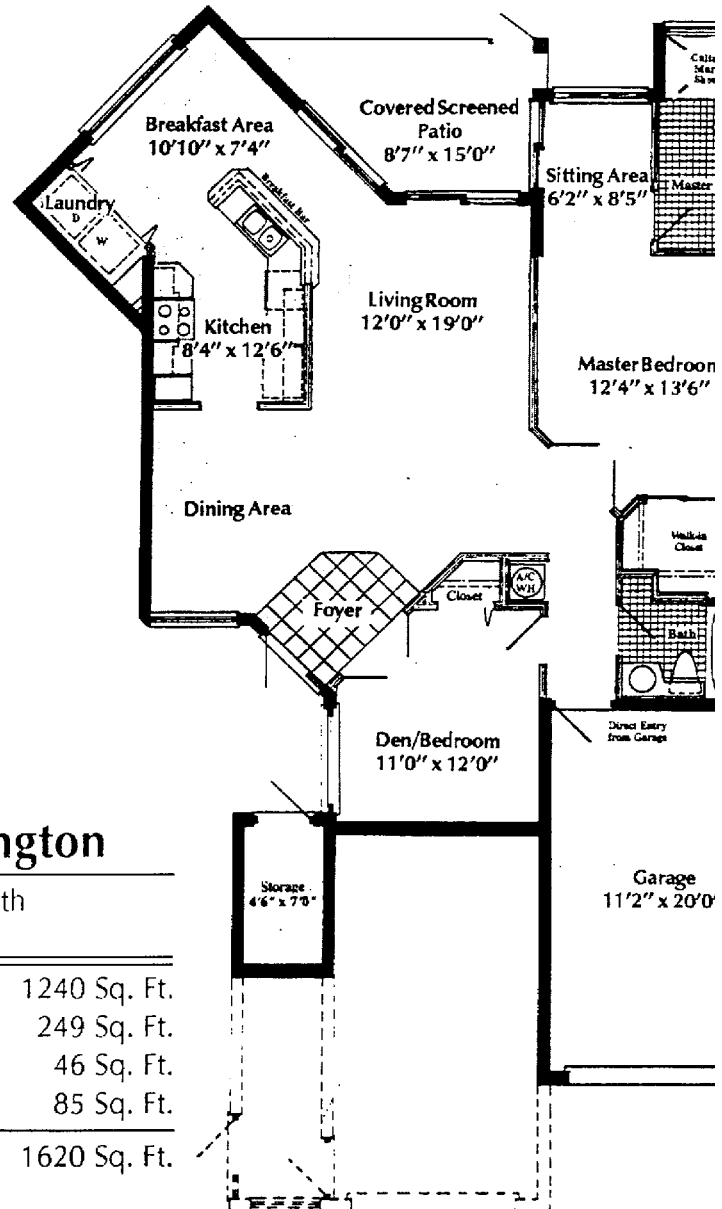 Breakfast Area
10'10" x 7'4"
Covered Screened
Patio
8'7" x 15'0"
Sitting Area
6'2" x 8'5"
Master
Laundry
D
W
Breakfast Bar
Living Room
12'0" x 19'0"
Kitchen
8'4" x 12'6"
Master Bedroom
12'4" x 13'6"
Dining Area
Walk-in
Closet
A/C
WH
Closet
Foyer
Bath
Direct Entry
from Garage
Den/Bedroom
11'0" x 12'0"
ngton
th
Storage
4'6" x 7'0"
Garage
11'2" x 20'0"
1240 Sq. Ft.
249 Sq. Ft.
46 Sq. Ft.
85 Sq. Ft.
1620 Sq. Ft.